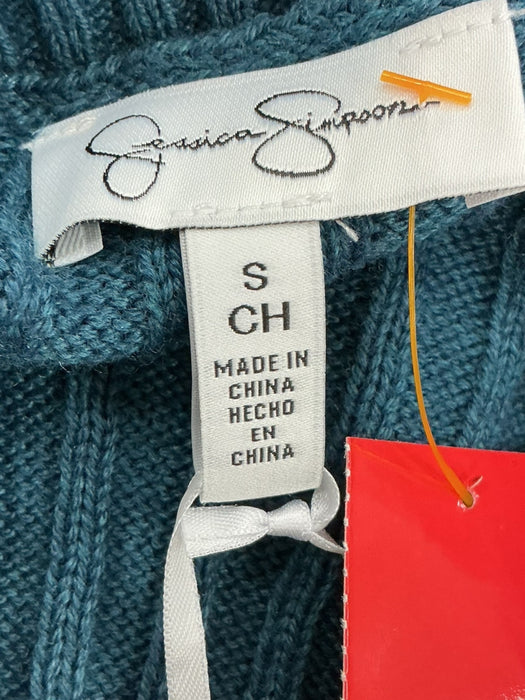 Jessica Simpson
S
CH
MADE IN
CHINA
HECHO
EN
CHINA